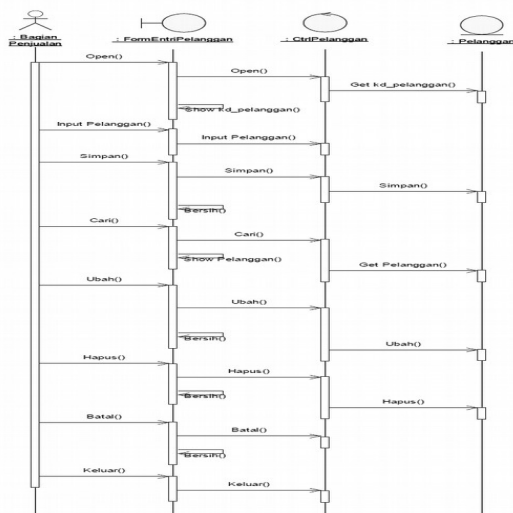 : Bagian
Penjualan
: FormEntriPelanggan
: CtrlPelanggan
: Pelanggan
Open()
Open()
Get kd_pelanggan()
Show kd_pelanggan()
Input Pelanggan()
Input Pelanggan()
Simpan()
Simpan()
Simpan()
Bersih()
Cari()
Cari()
Show Pelanggan()
Get Pelanggan()
Ubah()
Ubah()
Bersih()
Ubah()
Hapus()
Hapus()
Bersih()
Hapus()
Batal()
Batal()
Bersih()
Keluar()
Keluar()